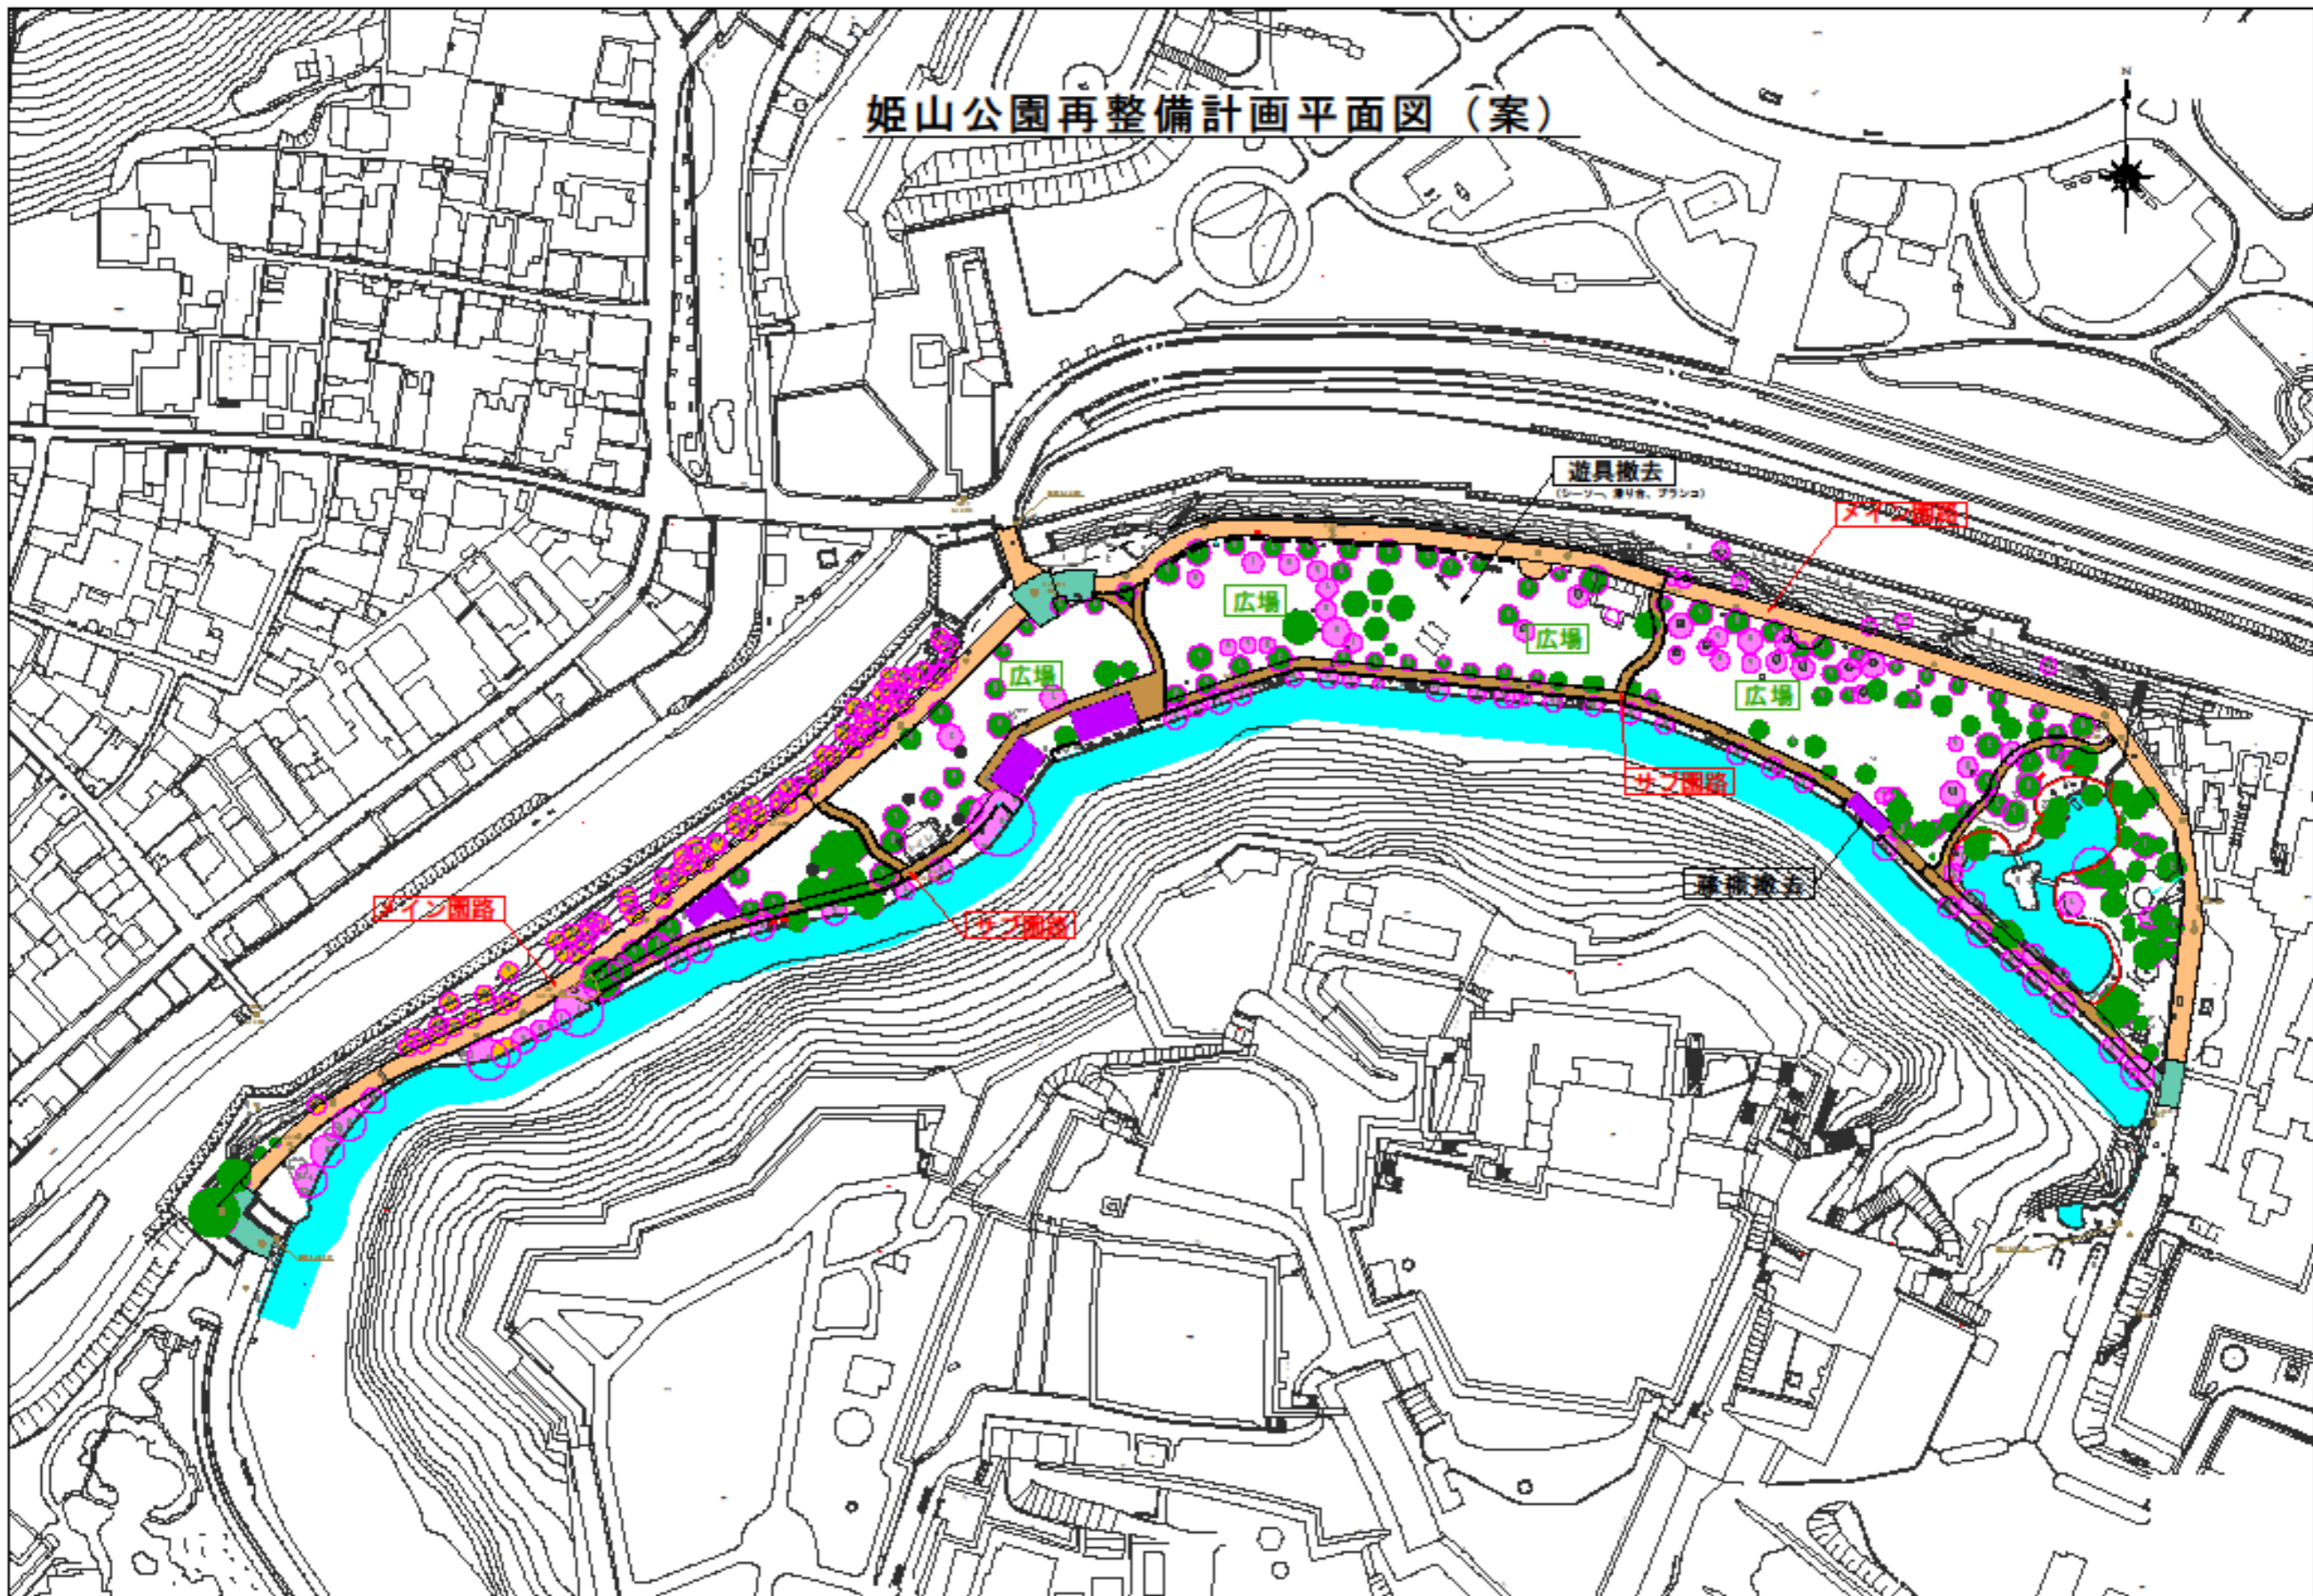 姫山公園再整備計画平面図（案）
N
遊具撤去
（シーソー、滑り台、ブランコ）
メイン園路
広場
広場
広場
広場
サブ園路
藤棚撤去
メイン園路
サブ園路
トイレ